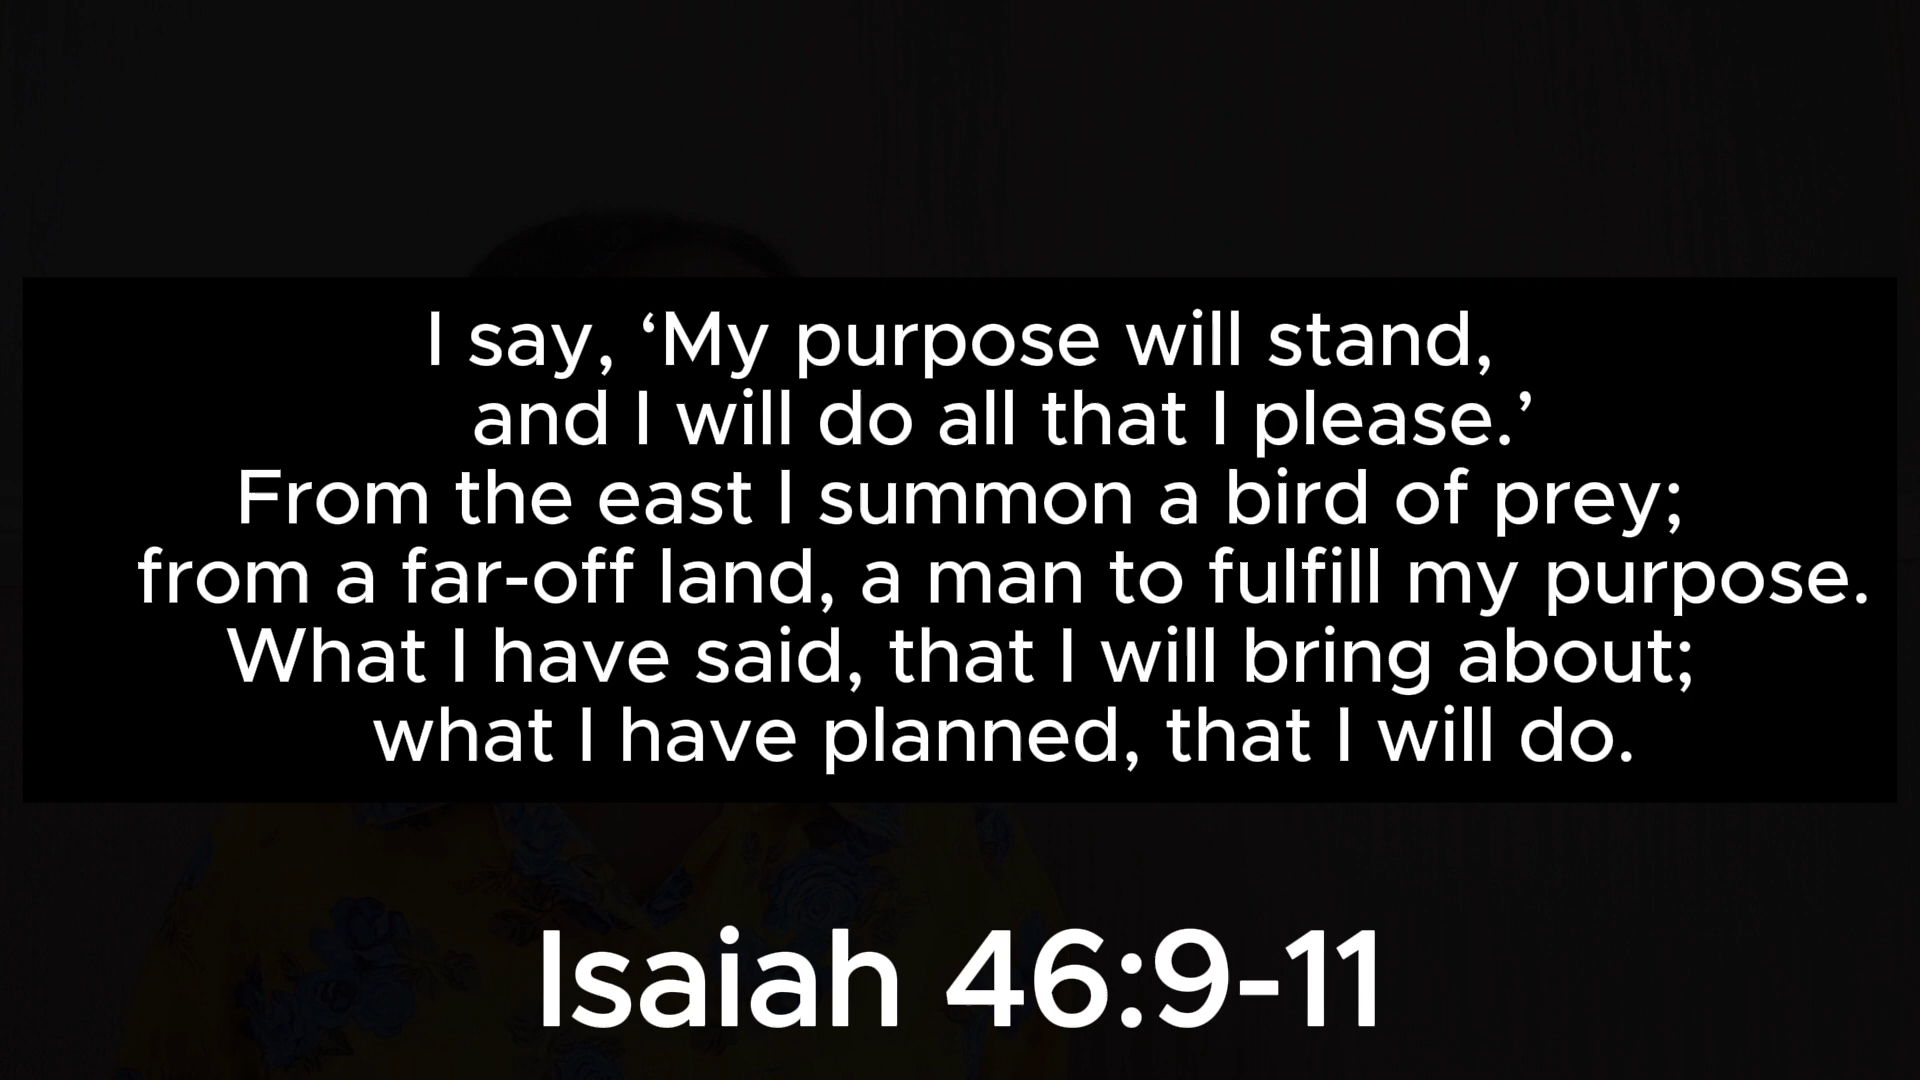 I say, ‘My purpose will stand,
and I will do all that I please.’
From the east I summon a bird of prey;
from a far-off land, a man to fulfill my purpose.
What I have said, that I will bring about;
what I have planned, that I will do.
Isaiah 46:9-11